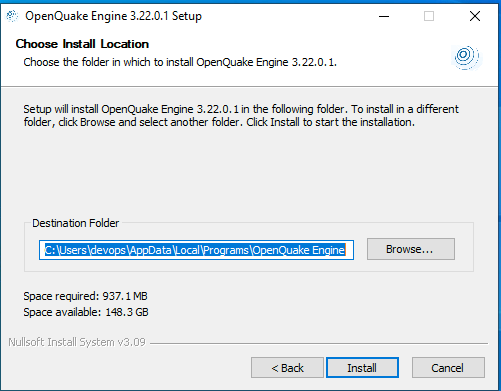 OpenQuake Engine 3.22.0.1 Setup
Choose Install Location
Choose the folder in which to install OpenQuake Engine 3.22.0.1.
Setup will install OpenQuake Engine 3.22.0.1 in the following folder. To install in a different
folder, click Browse and select another folder. Click Install to start the installation.
Destination Folder
C:\Users\devops\AppData\Local\Programs\OpenQuake Engine
Browse...
Space required: 937.1 MB
Space available: 148.3 GB
Nullsoft Install System v3.09
< Back
Install
Cancel